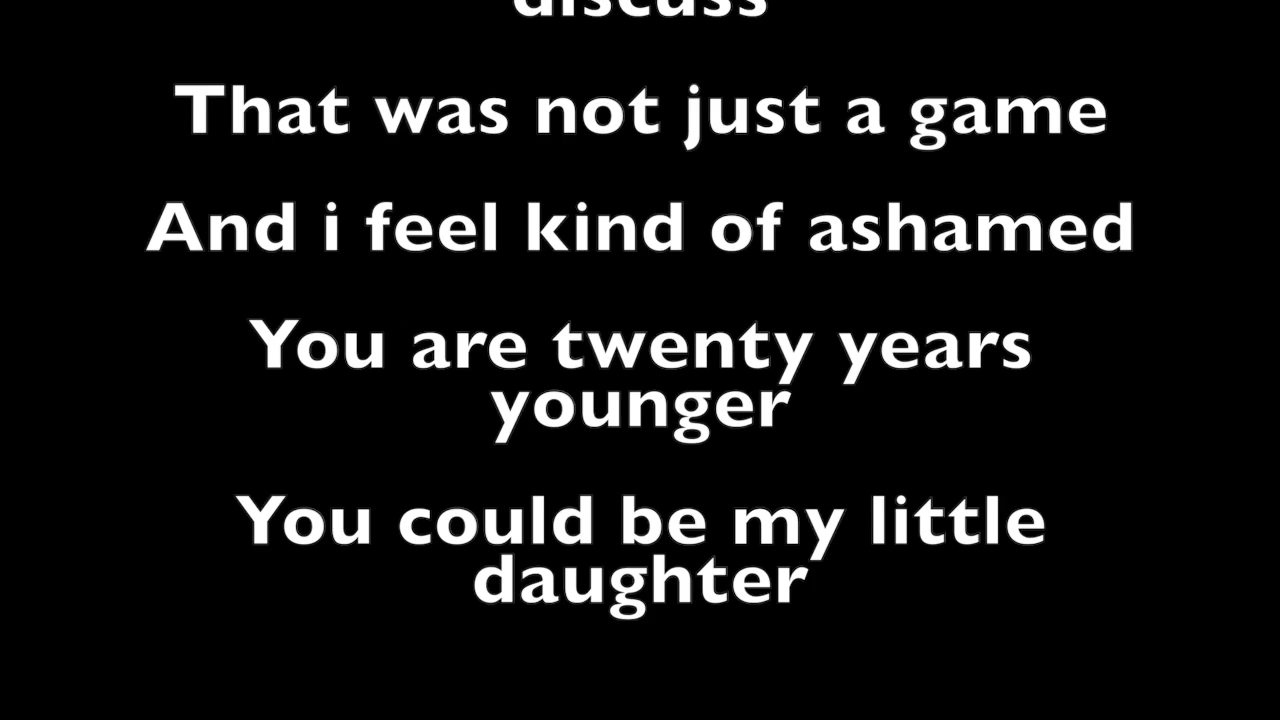 discuss
That was not just a game
And i feel kind of ashamed
You are twenty years
younger
You could be my little
daughter